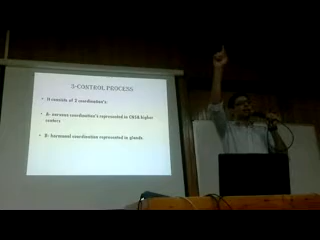 3-CONTROL PROCESS
• It consists of 2 coordination's:
• A- nervous coordination's represented in CNS& higher
centers
• B- hormonal coordination represented in glands.